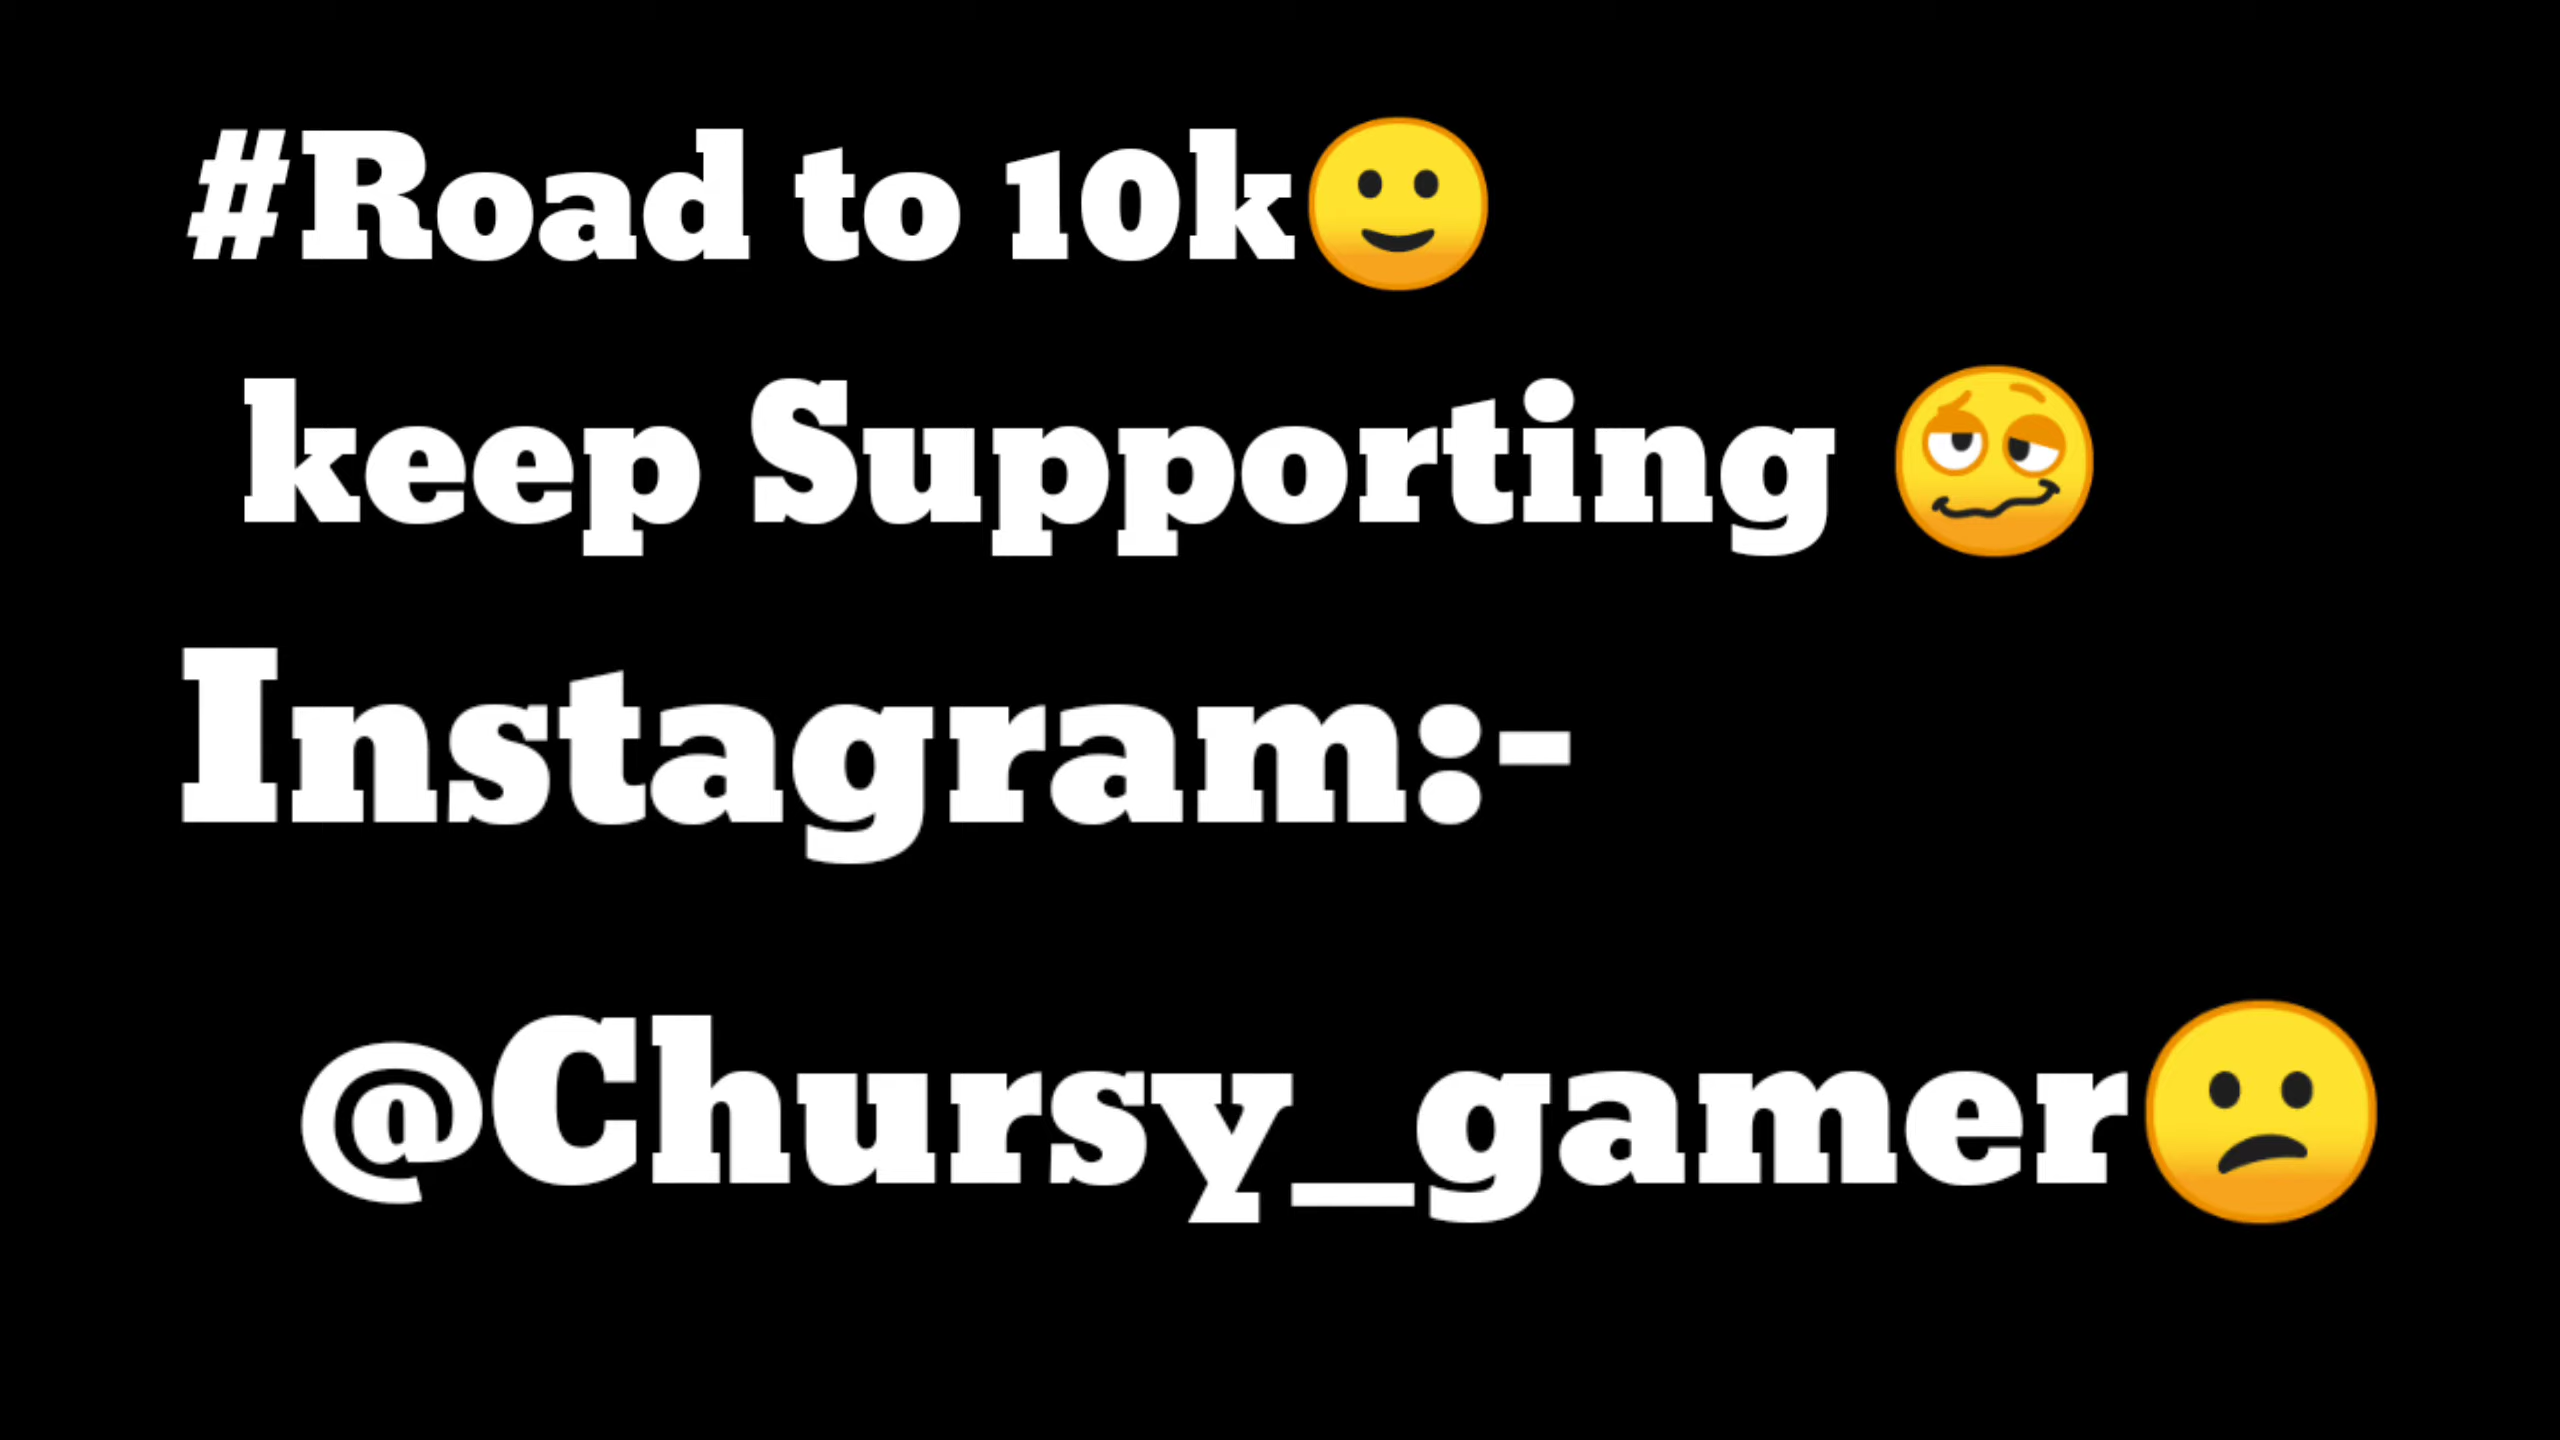 #Road to 10k🙂
keep Supporting 🥴
Instagram:-
@Chursy_gamer😕